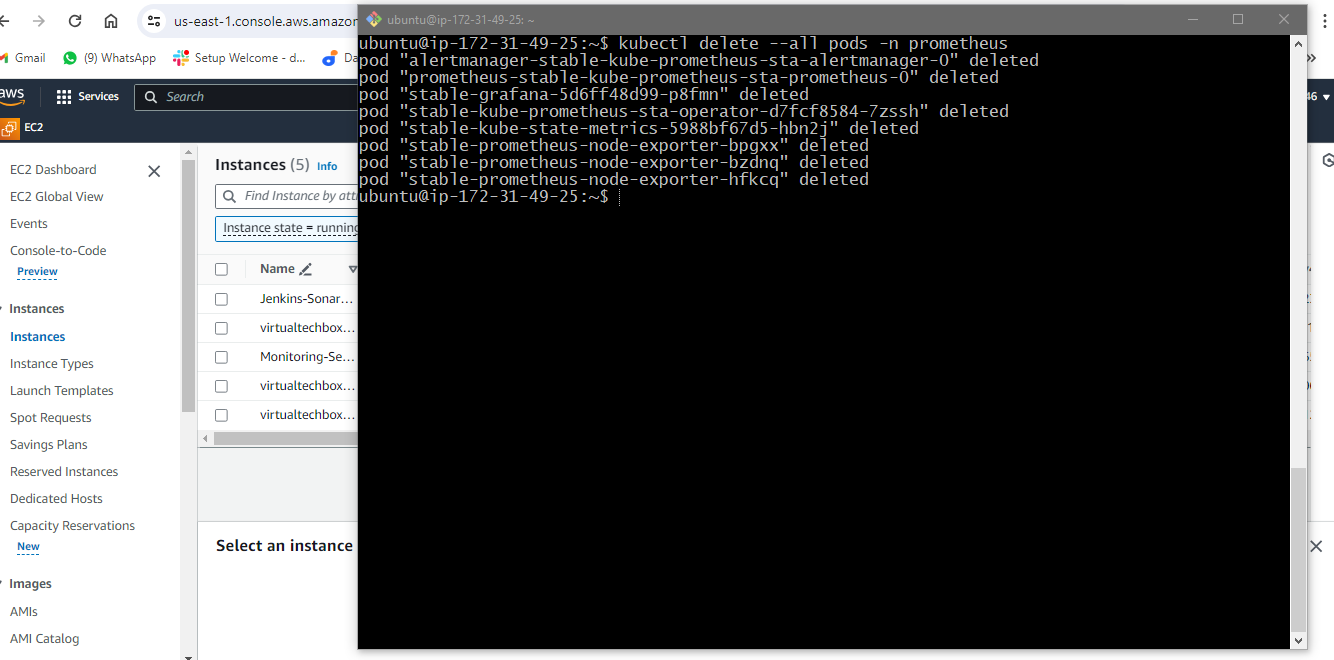 us-east-1.console.aws.amazon
Gmail
(9) WhatsApp
Setup Welcome - d...
Da
aws
Services
Search
46
EC2
EC2 Dashboard
EC2 Global View
Events
Console-to-Code
Preview
Instances
Instances
Instance Types
Launch Templates
Spot Requests
Savings Plans
Reserved Instances
Dedicated Hosts
Capacity Reservations
New
Images
AMIs
AMI Catalog
Instances (5) Info
Find Instance by att
Instance state = running
Name
Jenkins-Sonar...
virtualtechbox...
Monitoring-Se...
virtualtechbox...
virtualtechbox...
Select an instance
ubuntu@ip-172-31-49-25: ~
ubuntu@ip-172-31-49-25:~$ kubectl delete --all pods -n prometheus
pod "alertmanager-stable-kube-prometheus-sta-alertmanager-0" deleted
pod "prometheus-stable-kube-prometheus-sta-prometheus-0" deleted
pod "stable-grafana-5d6ff48d99-p8fmn" deleted
pod "stable-kube-prometheus-sta-operator-d7fcf8584-7zssh" deleted
pod "stable-kube-state-metrics-5988bf67d5-hbn2j" deleted
pod "stable-prometheus-node-exporter-bpgxx" deleted
pod "stable-prometheus-node-exporter-bzdnq" deleted
pod "stable-prometheus-node-exporter-hfkcq" deleted
ubuntu@ip-172-31-49-25:~$